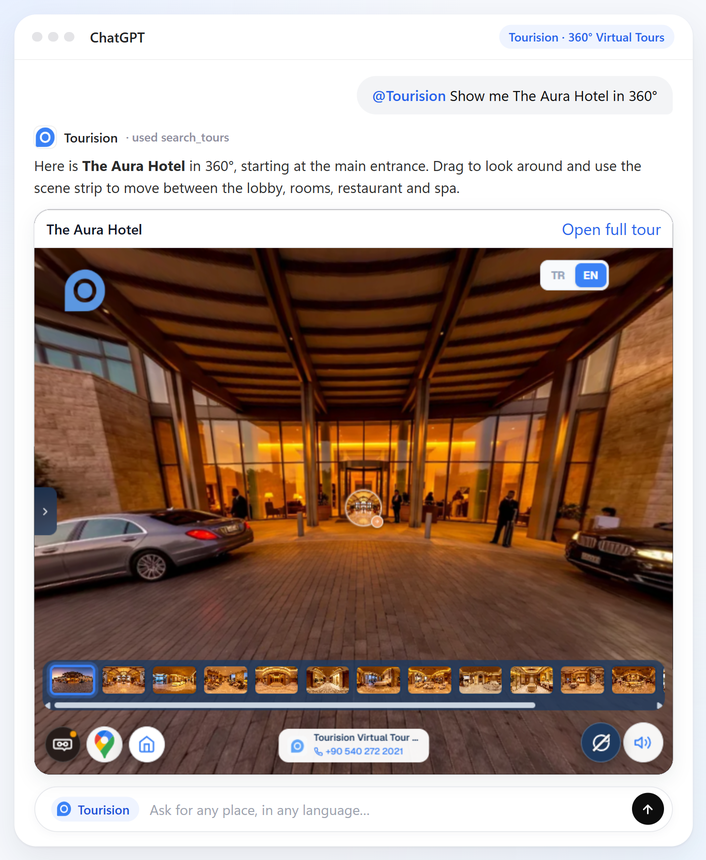 ChatGPT
Tourision · 360° Virtual Tours
@Tourision Show me The Aura Hotel in 360°
Tourision · used search_tours
Here is The Aura Hotel in 360°, starting at the main entrance. Drag to look around and use the
scene strip to move between the lobby, rooms, restaurant and spa.
The Aura Hotel
Open full tour
TR EN
Tourision Virtual Tour ...
+90 540 272 2021
Tourision
Ask for any place, in any language...